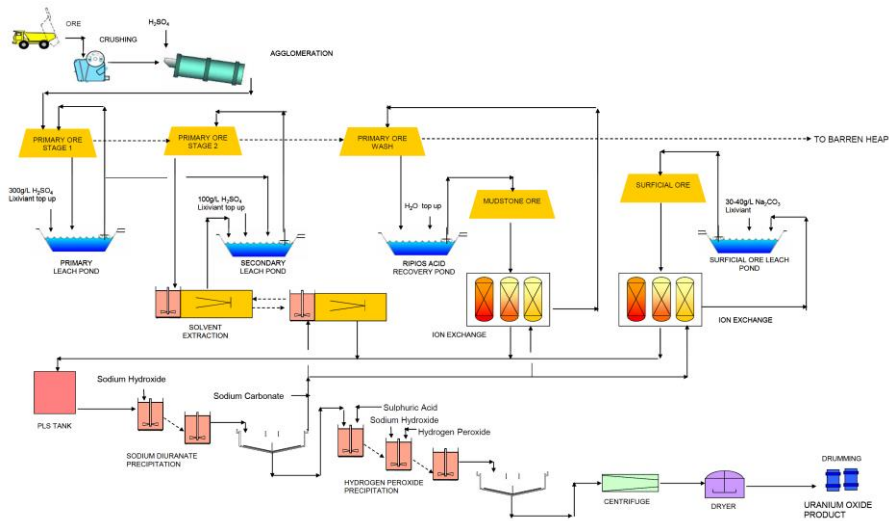 ORE
H₂SO₄
CRUSHING
AGGLOMERATION
PRIMARY ORE
STAGE 1
PRIMARY ORE
STAGE 2
PRIMARY ORE
WASH
TO BARREN HEAP
300g/L H₂SO₄
Lixiviant top up
100g/L H₂SO₄
Lixiviant top up
H₂O top up
MUDSTONE ORE
SURFICIAL ORE
30-40g/L Na₂CO₃
Lixiviant
PRIMARY
LEACH POND
SECONDARY
LEACH POND
RIPIOS ACID
RECOVERY POND
SURFICIAL ORE LEACH
POND
SOLVENT
EXTRACTION
ION EXCHANGE
ION EXCHANGE
PLS TANK
Sodium Hydroxide
Sodium Carbonate
SODIUM DIURANATE
PRECIPITATION
Sulphuric Acid
Sodium Hydroxide
Hydrogen Peroxide
HYDROGEN PEROXIDE
PRECIPITATION
CENTRIFUGE
DRYER
DRUMMING
URANIUM OXIDE
PRODUCT